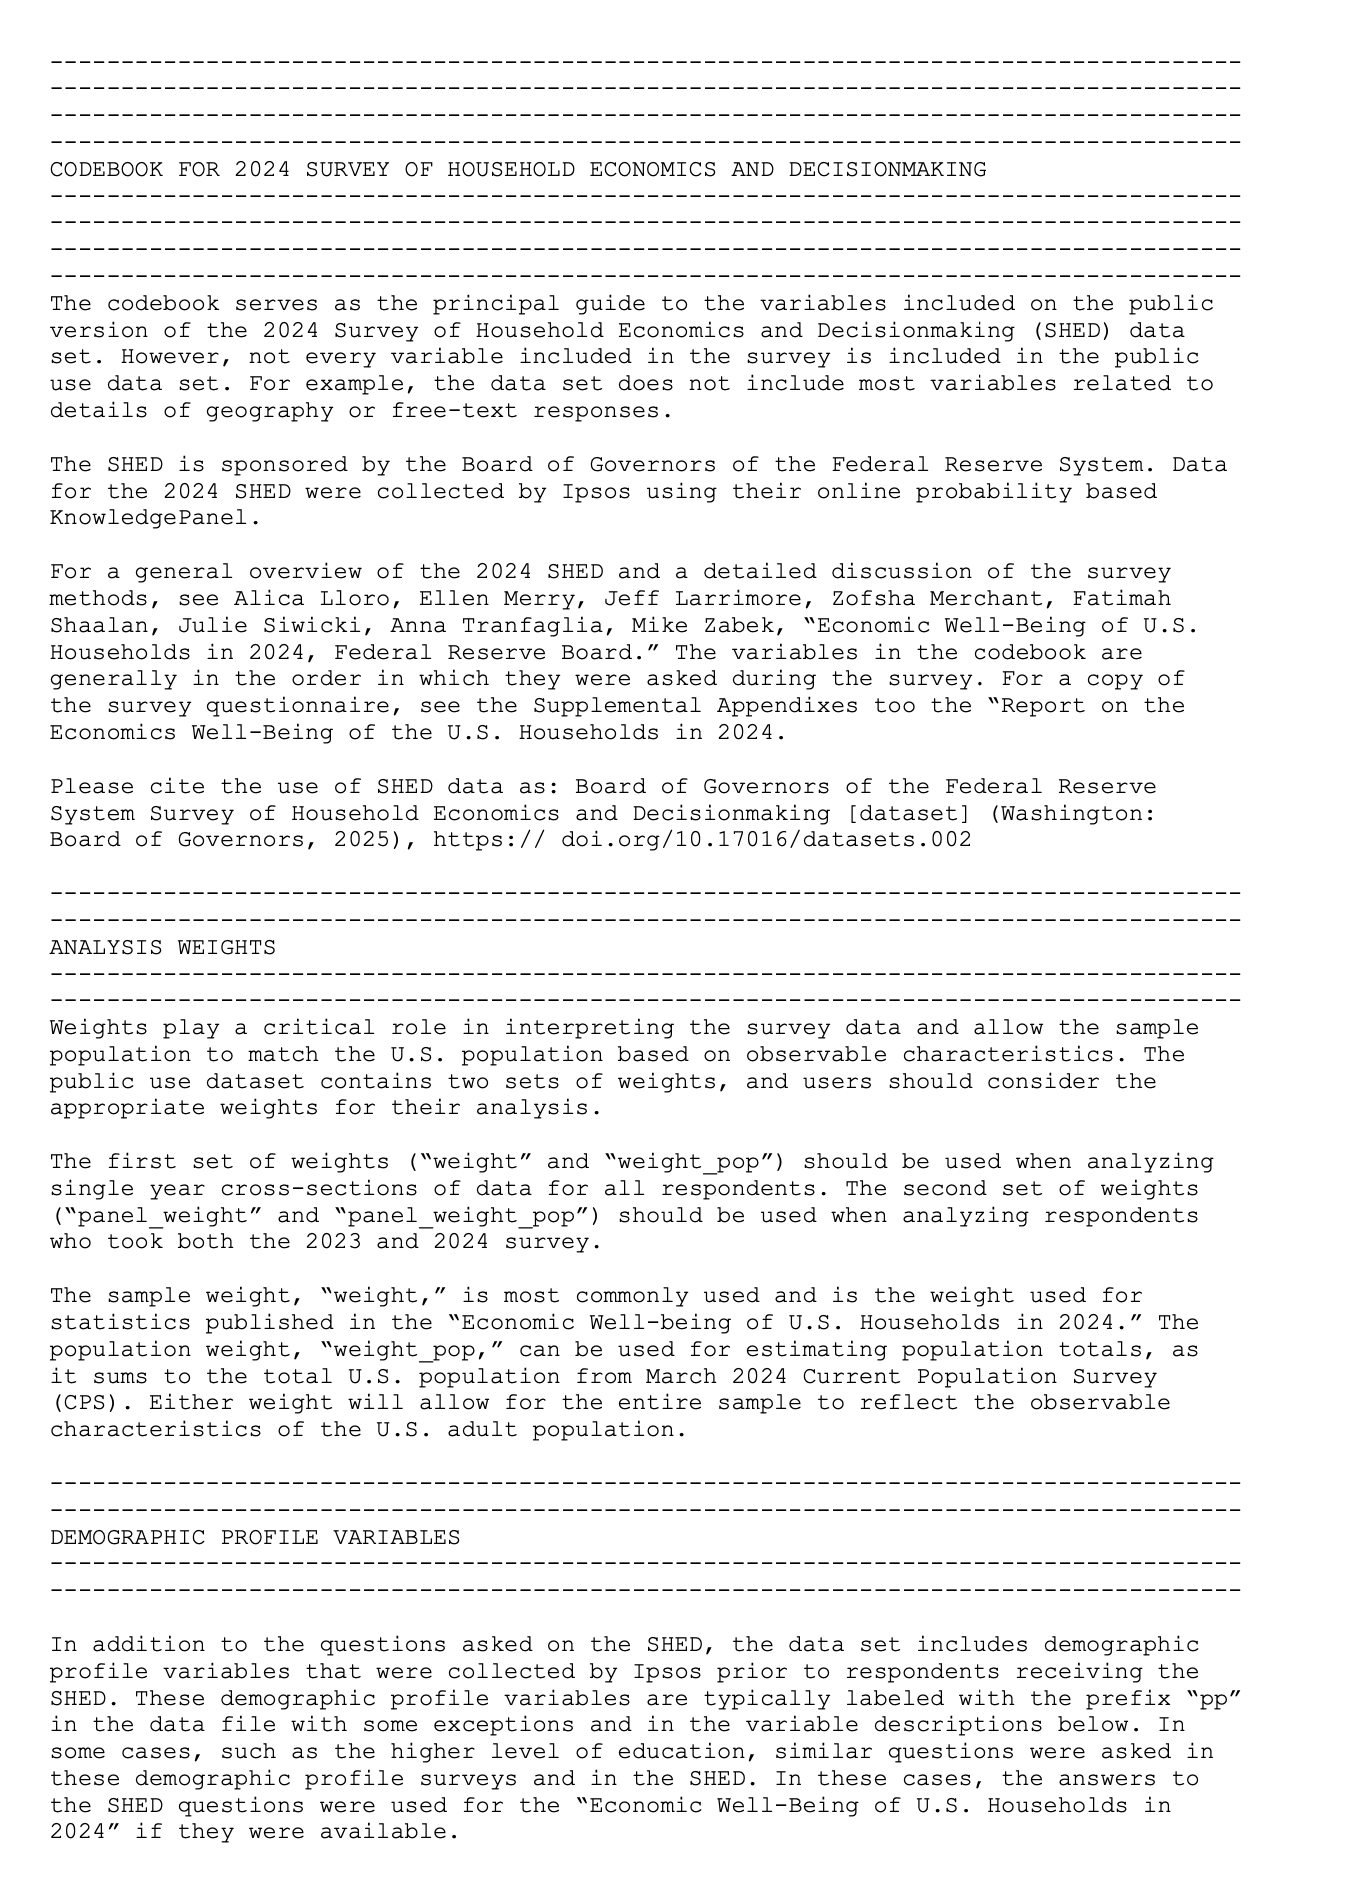 ------------------------------------------------------------------------------------
------------------------------------------------------------------------------------
------------------------------------------------------------------------------------
------------------------------------------------------------------------------------
CODEBOOK FOR 2024 SURVEY OF HOUSEHOLD ECONOMICS AND DECISIONMAKING
------------------------------------------------------------------------------------
------------------------------------------------------------------------------------
------------------------------------------------------------------------------------
------------------------------------------------------------------------------------
The codebook serves as the principal guide to the variables included on the public
version of the 2024 Survey of Household Economics and Decisionmaking (SHED) data
set. However, not every variable included in the survey is included in the public
use data set. For example, the data set does not include most variables related to
details of geography or free-text responses.

The SHED is sponsored by the Board of Governors of the Federal Reserve System. Data
for the 2024 SHED were collected by Ipsos using their online probability based
KnowledgePanel.

For a general overview of the 2024 SHED and a detailed discussion of the survey
methods, see Alica Lloro, Ellen Merry, Jeff Larrimore, Zofsha Merchant, Fatimah
Shaalan, Julie Siwicki, Anna Tranfaglia, Mike Zabek, “Economic Well-Being of U.S.
Households in 2024, Federal Reserve Board.” The variables in the codebook are
generally in the order in which they were asked during the survey. For a copy of
the survey questionnaire, see the Supplemental Appendixes too the “Report on the
Economics Well-Being of the U.S. Households in 2024.

Please cite the use of SHED data as: Board of Governors of the Federal Reserve
System Survey of Household Economics and Decisionmaking [dataset] (Washington:
Board of Governors, 2025), https:// doi.org/10.17016/datasets.002

------------------------------------------------------------------------------------
------------------------------------------------------------------------------------
ANALYSIS WEIGHTS
------------------------------------------------------------------------------------
------------------------------------------------------------------------------------
Weights play a critical role in interpreting the survey data and allow the sample
population to match the U.S. population based on observable characteristics. The
public use dataset contains two sets of weights, and users should consider the
appropriate weights for their analysis.

The first set of weights (“weight” and “weight_pop”) should be used when analyzing
single year cross-sections of data for all respondents. The second set of weights
(“panel_weight” and “panel_weight_pop”) should be used when analyzing respondents
who took both the 2023 and 2024 survey.

The sample weight, “weight,” is most commonly used and is the weight used for
statistics published in the “Economic Well-being of U.S. Households in 2024.” The
population weight, “weight_pop,” can be used for estimating population totals, as
it sums to the total U.S. population from March 2024 Current Population Survey
(CPS). Either weight will allow for the entire sample to reflect the observable
characteristics of the U.S. adult population.

------------------------------------------------------------------------------------
------------------------------------------------------------------------------------
DEMOGRAPHIC PROFILE VARIABLES
------------------------------------------------------------------------------------
------------------------------------------------------------------------------------

In addition to the questions asked on the SHED, the data set includes demographic
profile variables that were collected by Ipsos prior to respondents receiving the
SHED. These demographic profile variables are typically labeled with the prefix “pp”
in the data file with some exceptions and in the variable descriptions below. In
some cases, such as the higher level of education, similar questions were asked in
these demographic profile surveys and in the SHED. In these cases, the answers to
the SHED questions were used for the “Economic Well-Being of U.S. Households in
2024” if they were available.